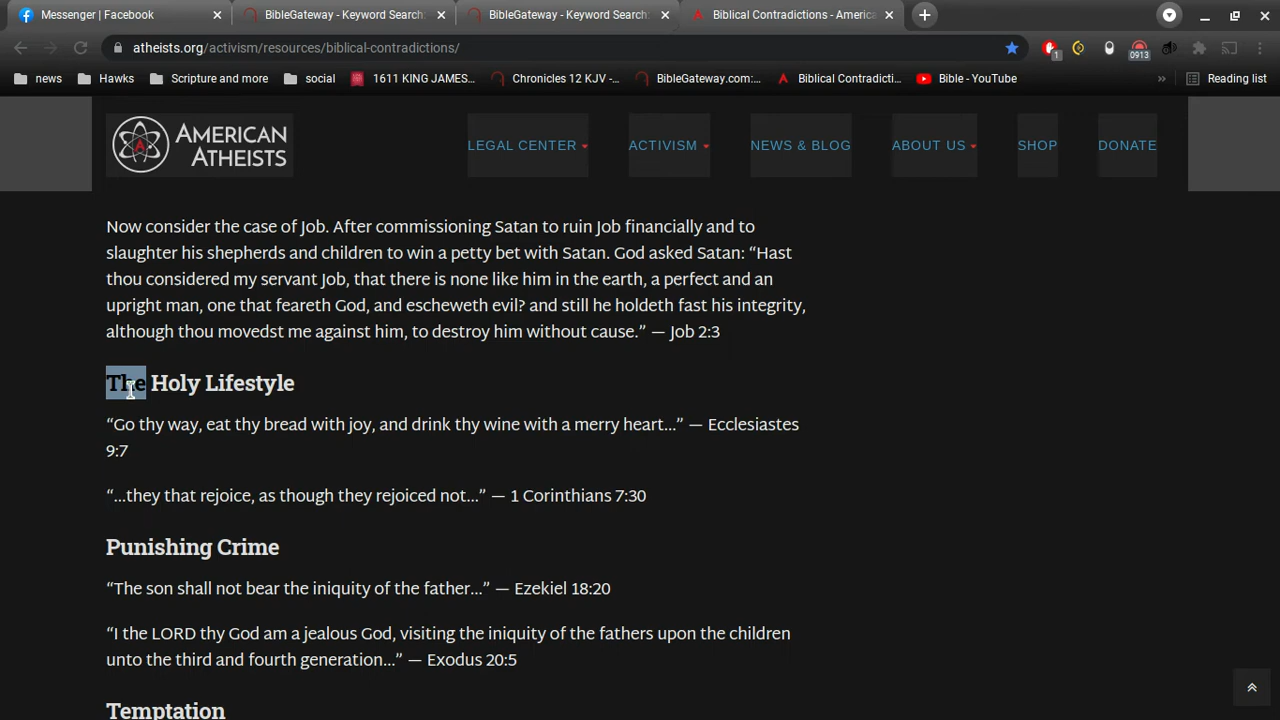 Messenger | Facebook
BibleGateway - Keyword Search:
BibleGateway - Keyword Search:
Biblical Contradictions - America
atheists.org/activism/resources/biblical-contradictions/
1
0913
news
Hawks
Scripture and more
social
1611 KING JAMES...
Chronicles 12 KJV -...
BibleGateway.com:...
Biblical Contradicti...
Bible - YouTube
»
Reading list
AMERICAN
ATHEISTS
LEGAL CENTER
ACTIVISM
NEWS & BLOG
ABOUT US
SHOP
DONATE
Now consider the case of Job. After commissioning Satan to ruin Job financially and to
slaughter his shepherds and children to win a petty bet with Satan. God asked Satan: “Hast
thou considered my servant Job, that there is none like him in the earth, a perfect and an
upright man, one that feareth God, and escheweth evil? and still he holdeth fast his integrity,
although thou movedst me against him, to destroy him without cause.” — Job 2:3
The Holy Lifestyle
“Go thy way, eat thy bread with joy, and drink thy wine with a merry heart…” — Ecclesiastes
9:7
“…they that rejoice, as though they rejoiced not…” — 1 Corinthians 7:30
Punishing Crime
“The son shall not bear the iniquity of the father…” — Ezekiel 18:20
“I the LORD thy God am a jealous God, visiting the iniquity of the fathers upon the children
unto the third and fourth generation…” — Exodus 20:5
Temptation